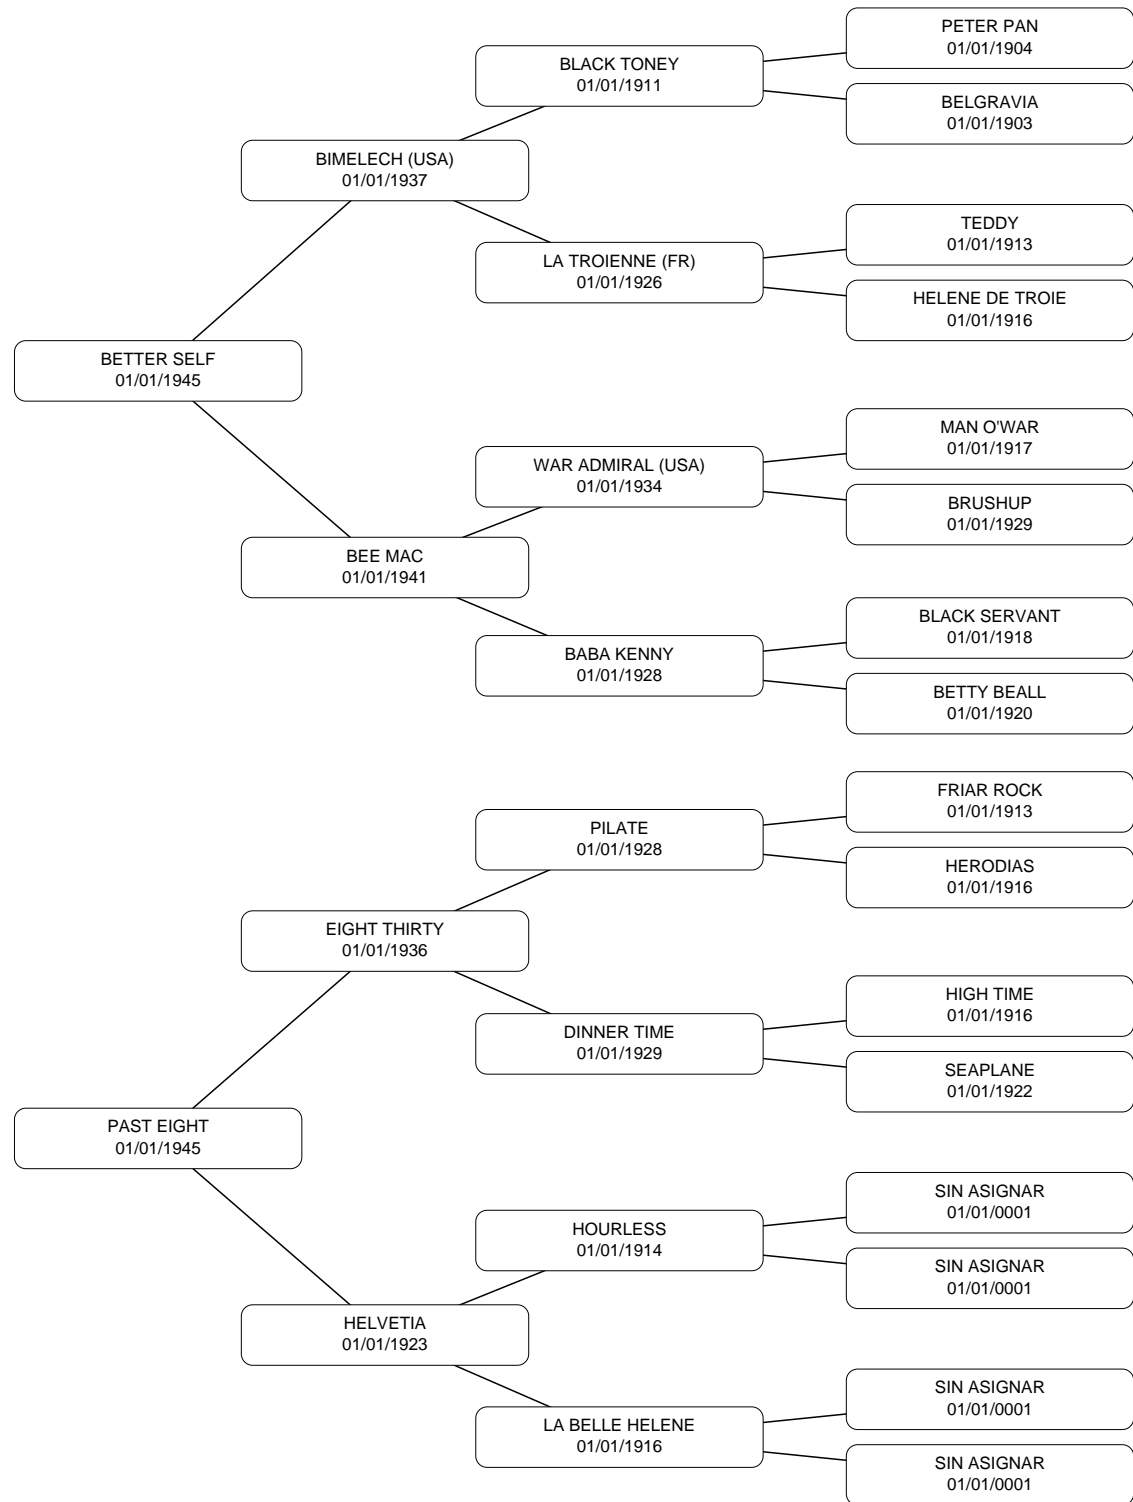 PETER PAN
01/01/1904
BLACK TONEY
01/01/1911
BELGRAVIA
01/01/1903
BIMELECH (USA)
01/01/1937
TEDDY
01/01/1913
LA TROIENNE (FR)
01/01/1926
HELENE DE TROIE
01/01/1916
BETTER SELF
01/01/1945
MAN O'WAR
01/01/1917
WAR ADMIRAL (USA)
01/01/1934
BRUSHUP
01/01/1929
BEE MAC
01/01/1941
BLACK SERVANT
01/01/1918
BABA KENNY
01/01/1928
BETTY BEALL
01/01/1920
FRIAR ROCK
01/01/1913
PILATE
01/01/1928
HERODIAS
01/01/1916
EIGHT THIRTY
01/01/1936
HIGH TIME
01/01/1916
DINNER TIME
01/01/1929
SEAPLANE
01/01/1922
PAST EIGHT
01/01/1945
SIN ASIGNAR
01/01/0001
HOURLESS
01/01/1914
SIN ASIGNAR
01/01/0001
HELVETIA
01/01/1923
SIN ASIGNAR
01/01/0001
LA BELLE HELENE
01/01/1916
SIN ASIGNAR
01/01/0001